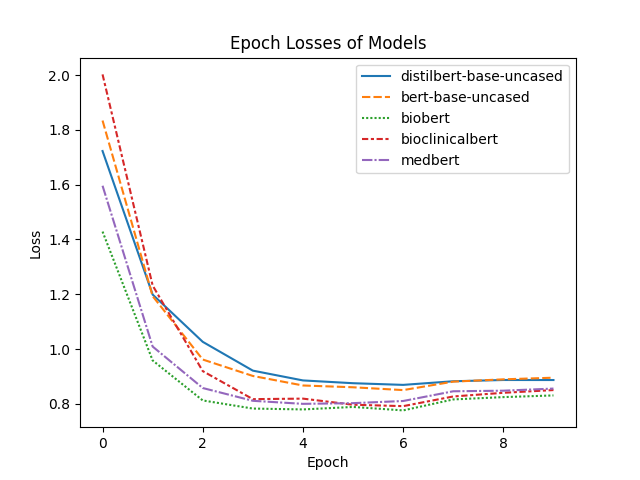 Epoch Losses of Models
distilbert-base-uncased
bert-base-uncased
biobert
bioclinicalbert
medbert
Loss
2.0
1.8
1.6
1.4
1.2
1.0
0.8
0 2 4 6 8
Epoch